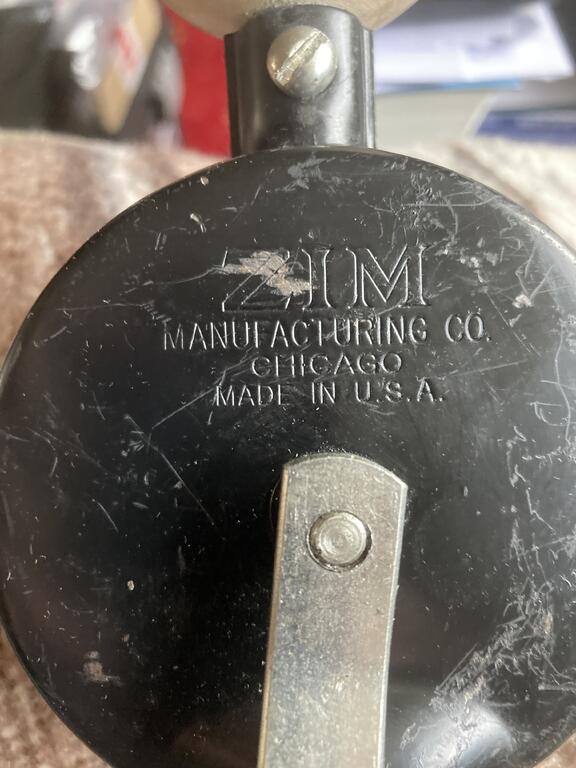 ZIM
MANUFACTURING CO.
CHICAGO
MADE IN U.S.A.